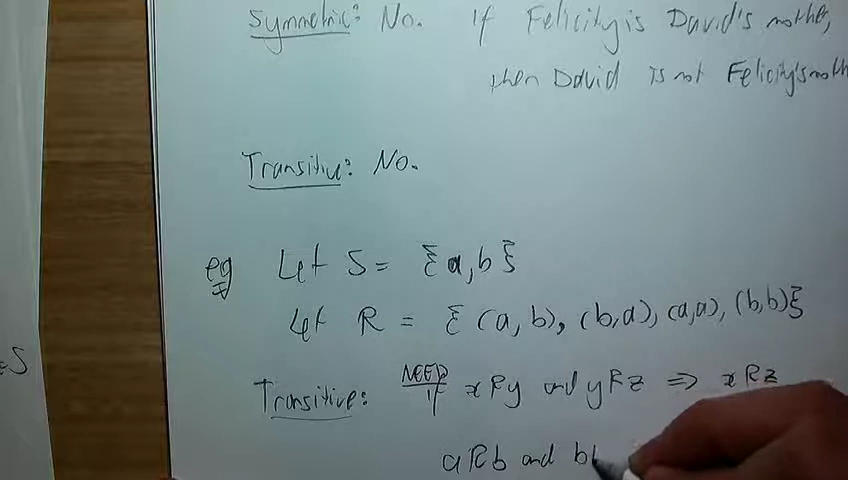 Symmetric: No. If Felicity is David's mother,
then David is not Felicity's moth
Transitive: No.
eg Let S = {a, b}
Let R = {(a, b), (b, a), (a, a), (b, b)}
=S
NEED
Transitive: If xRy and yRz ⇒ xRz
aRb and b